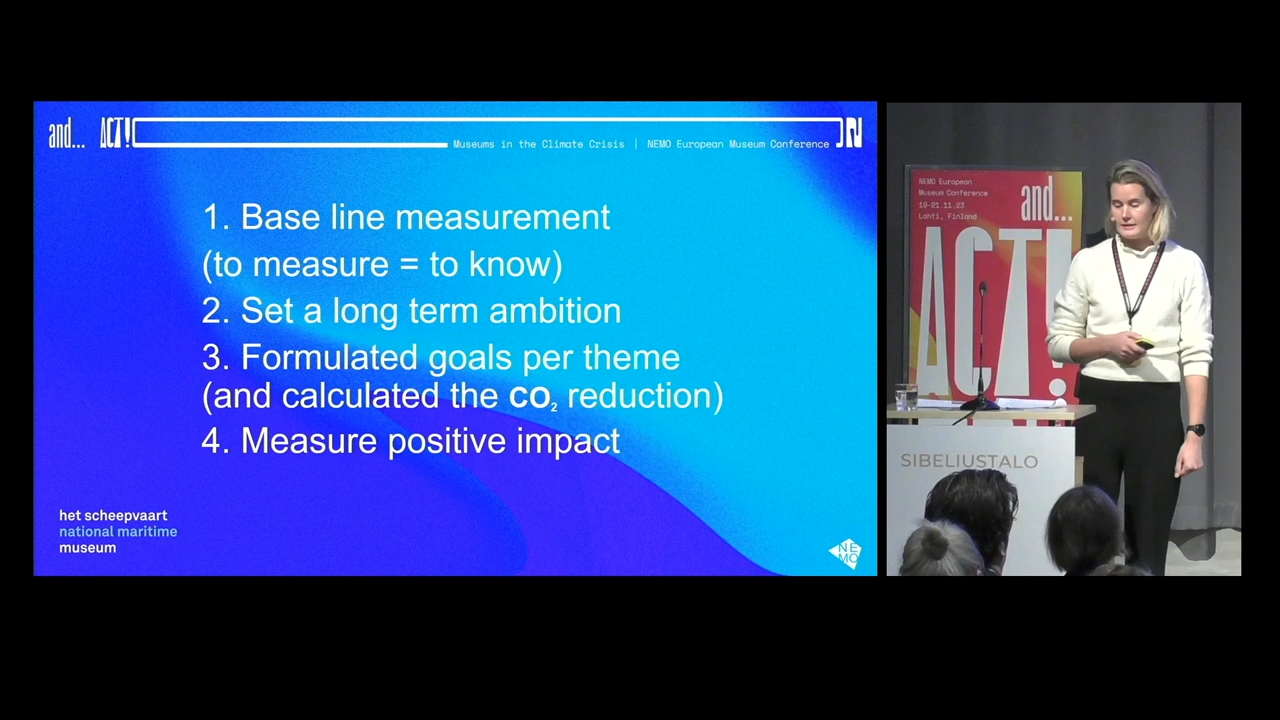 and... ACT!
Museums in the Climate Crisis | NEMO European Museum Conference
N
1. Base line measurement
(to measure = to know)
2. Set a long term ambition
3. Formulated goals per theme
(and calculated the CO₂ reduction)
4. Measure positive impact
het scheepvaart
national maritime
museum
NE
MO
NEMO European
Museum Conference
19-21.11.23
Lahti, Finland
and...
ACT!
SIBELIUSTALO